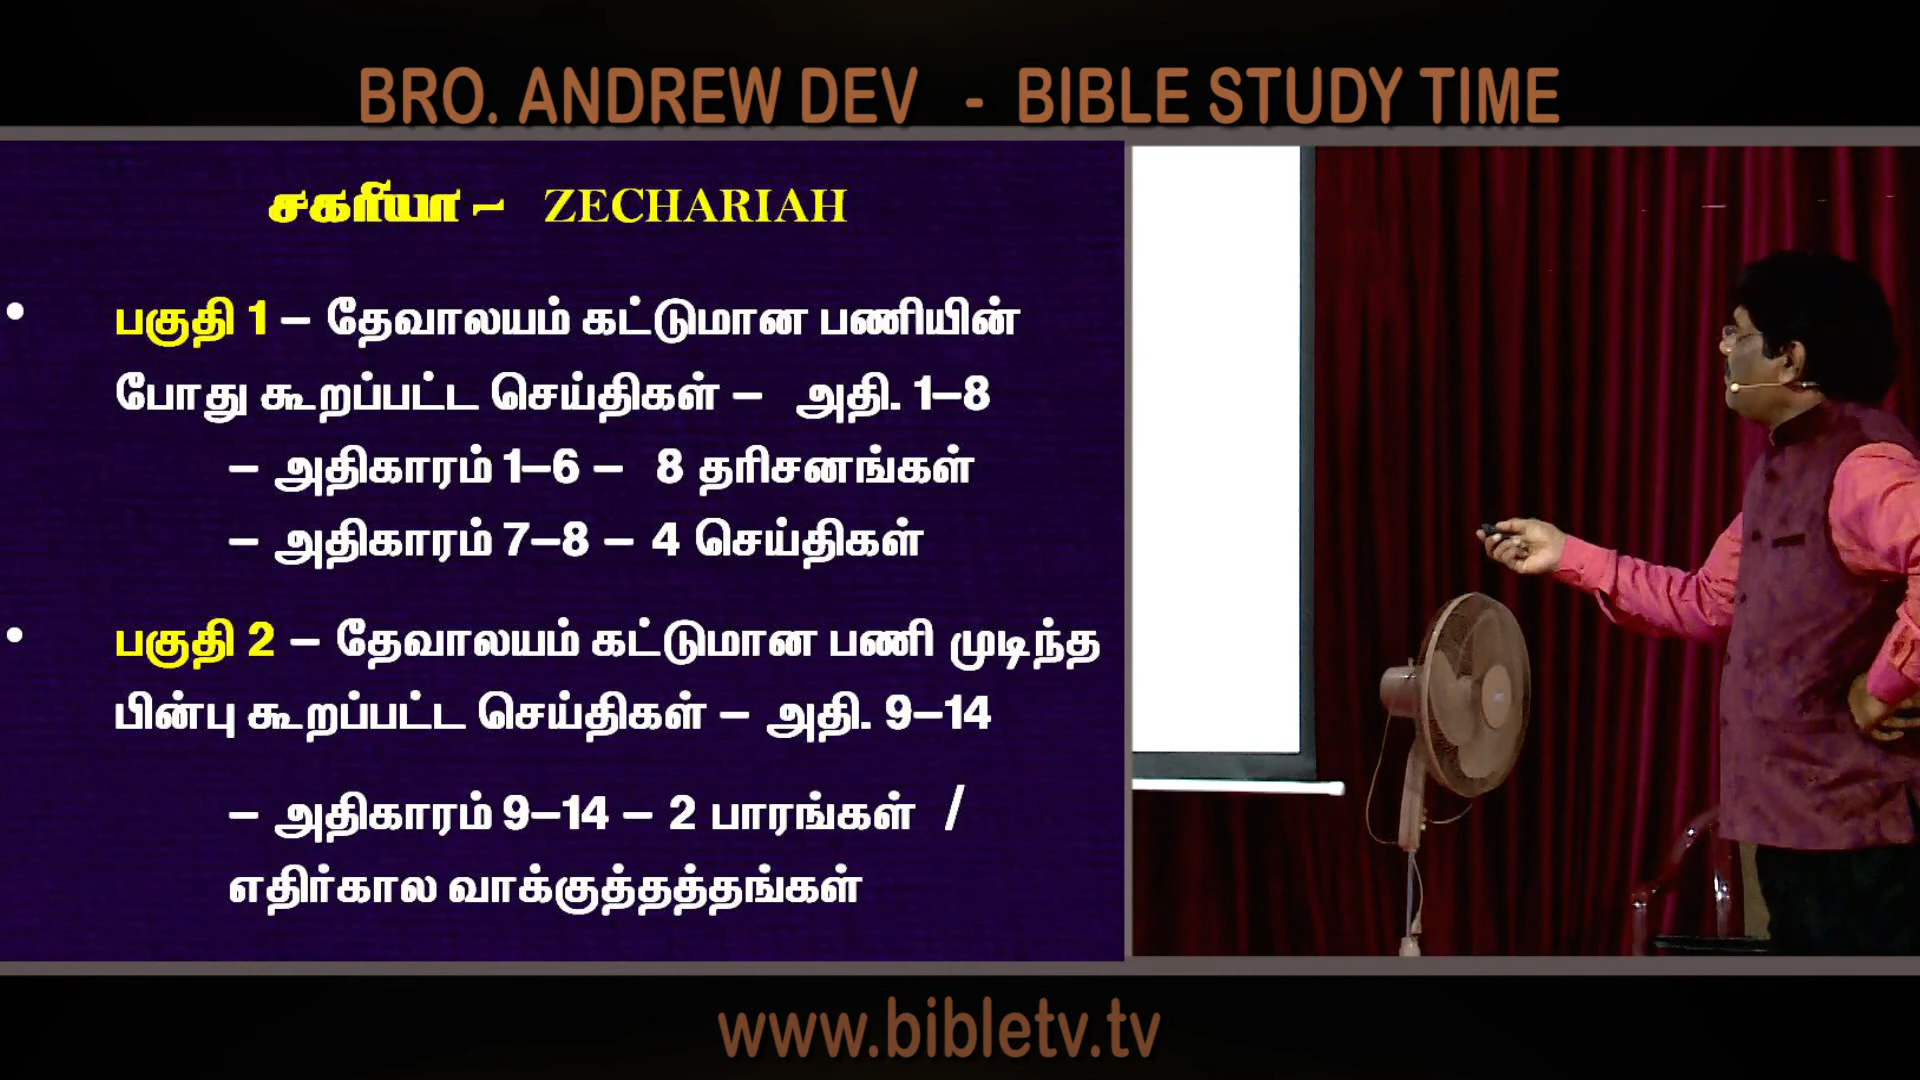 BRO. ANDREW DEV - BIBLE STUDY TIME
சகரியா – ZECHARIAH
• பகுதி 1 – தேவாலயம் கட்டுமான பணியின்
போது கூறப்பட்ட செய்திகள் – அதி. 1–8
– அதிகாரம் 1–6 – 8 தரிசனங்கள்
– அதிகாரம் 7–8 – 4 செய்திகள்
• பகுதி 2 – தேவாலயம் கட்டுமான பணி முடிந்த
பின்பு கூறப்பட்ட செய்திகள் – அதி. 9–14
– அதிகாரம் 9–14 – 2 பாரங்கள் /
எதிர்கால வாக்குத்தத்தங்கள்
www.bibletv.tv